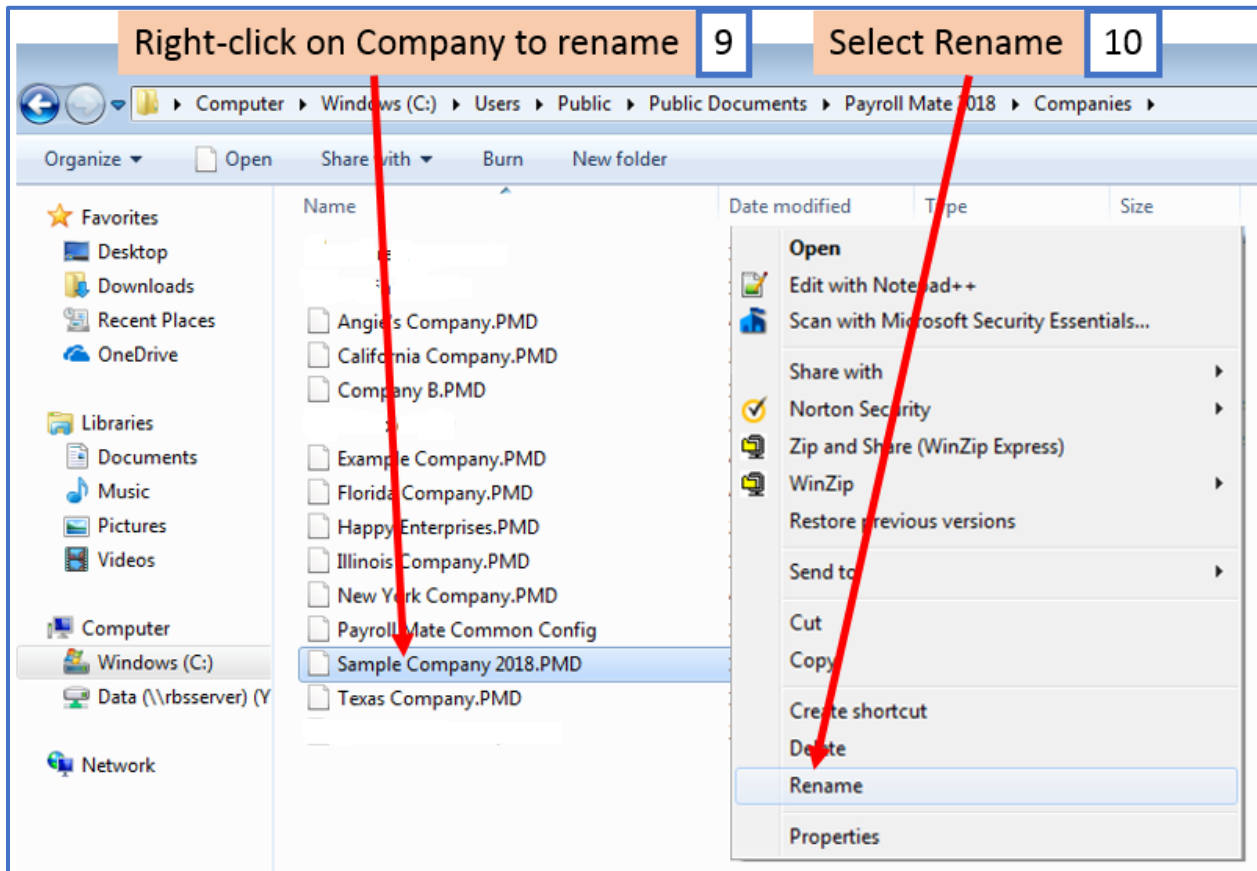 Right-click on Company to rename 9 Select Rename 10
Computer Windows (C:) Users Public Public Documents Payroll Mate 2018 Companies
Organize Open Share with Burn New folder
Name Date modified Type Size
Favorites
Desktop
Downloads
Recent Places
OneDrive
Libraries
Documents
Music
Pictures
Videos
Computer
Windows (C:)
Data (\\rbsserver) (Y
Network
Angie's Company.PMD
California Company.PMD
Company B.PMD
Example Company.PMD
Florida Company.PMD
Happy Enterprises.PMD
Illinois Company.PMD
New York Company.PMD
Payroll Mate Common Config
Sample Company 2018.PMD
Texas Company.PMD
Open
Edit with Notepad++
Scan with Microsoft Security Essentials...
Share with
Norton Security
Zip and Share (WinZip Express)
WinZip
Restore previous versions
Send to
Cut
Copy
Create shortcut
Delete
Rename
Properties